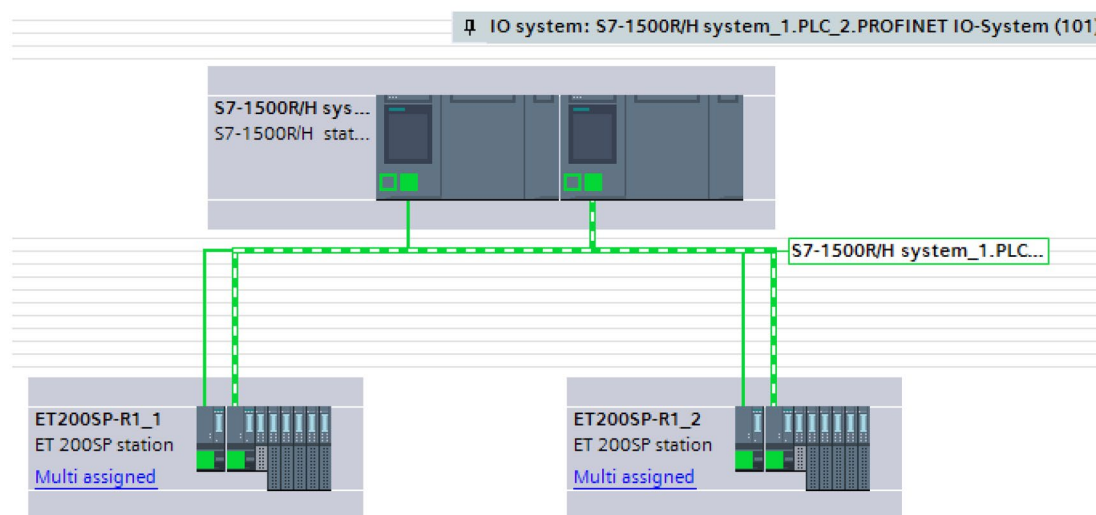 IO system: S7-1500R/H system_1.PLC_2.PROFINET IO-System (101)
S7-1500R/H sys...
S7-1500R/H stat...
S7-1500R/H system_1.PLC...
ET200SP-R1_1
ET 200SP station
Multi assigned
ET200SP-R1_2
ET 200SP station
Multi assigned